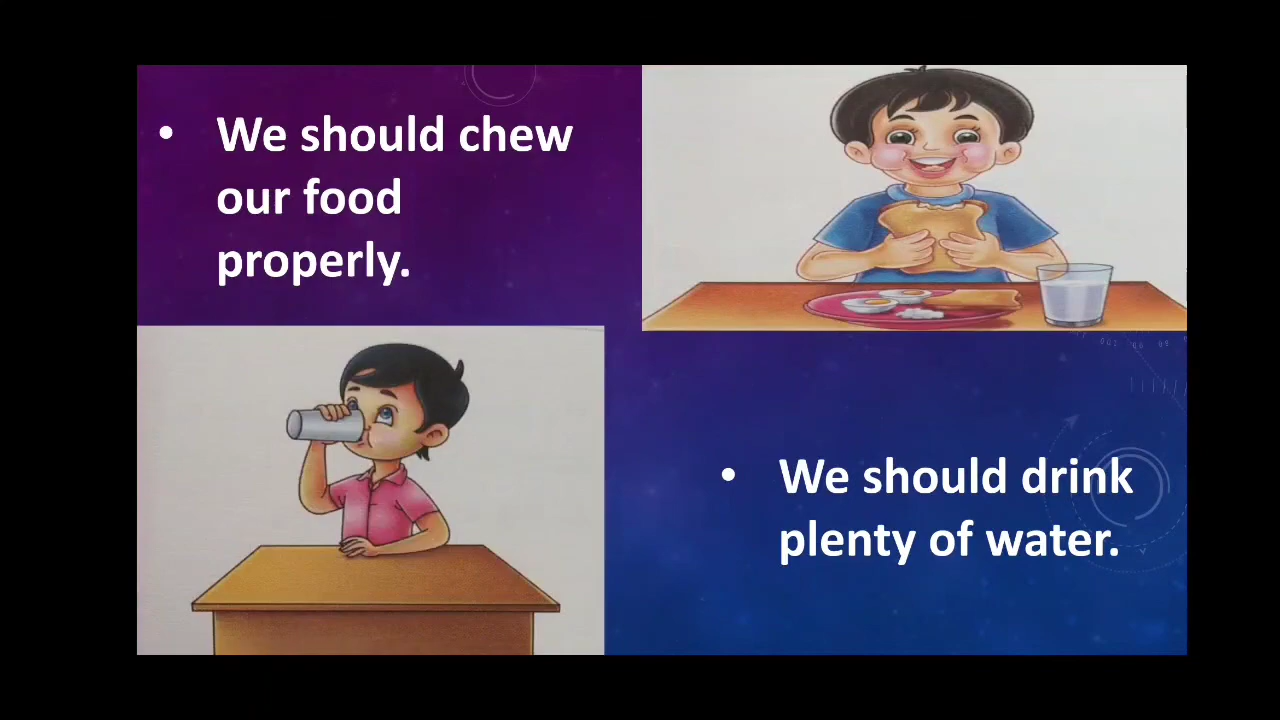 • We should chew
our food
properly.
• We should drink
plenty of water.